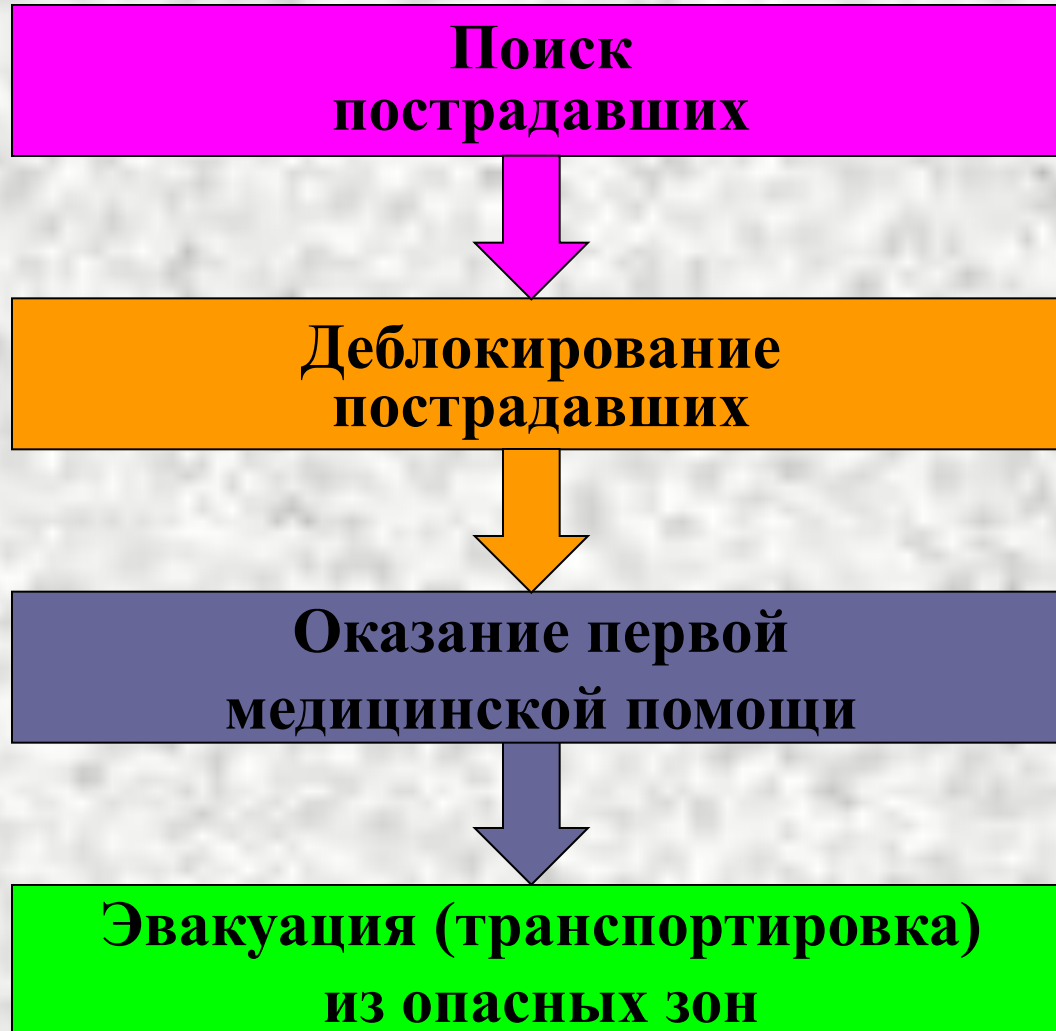 Поиск
пострадавших
Деблокирование
пострадавших
Оказание первой
медицинской помощи
Эвакуация (транспортировка)
из опасных зон